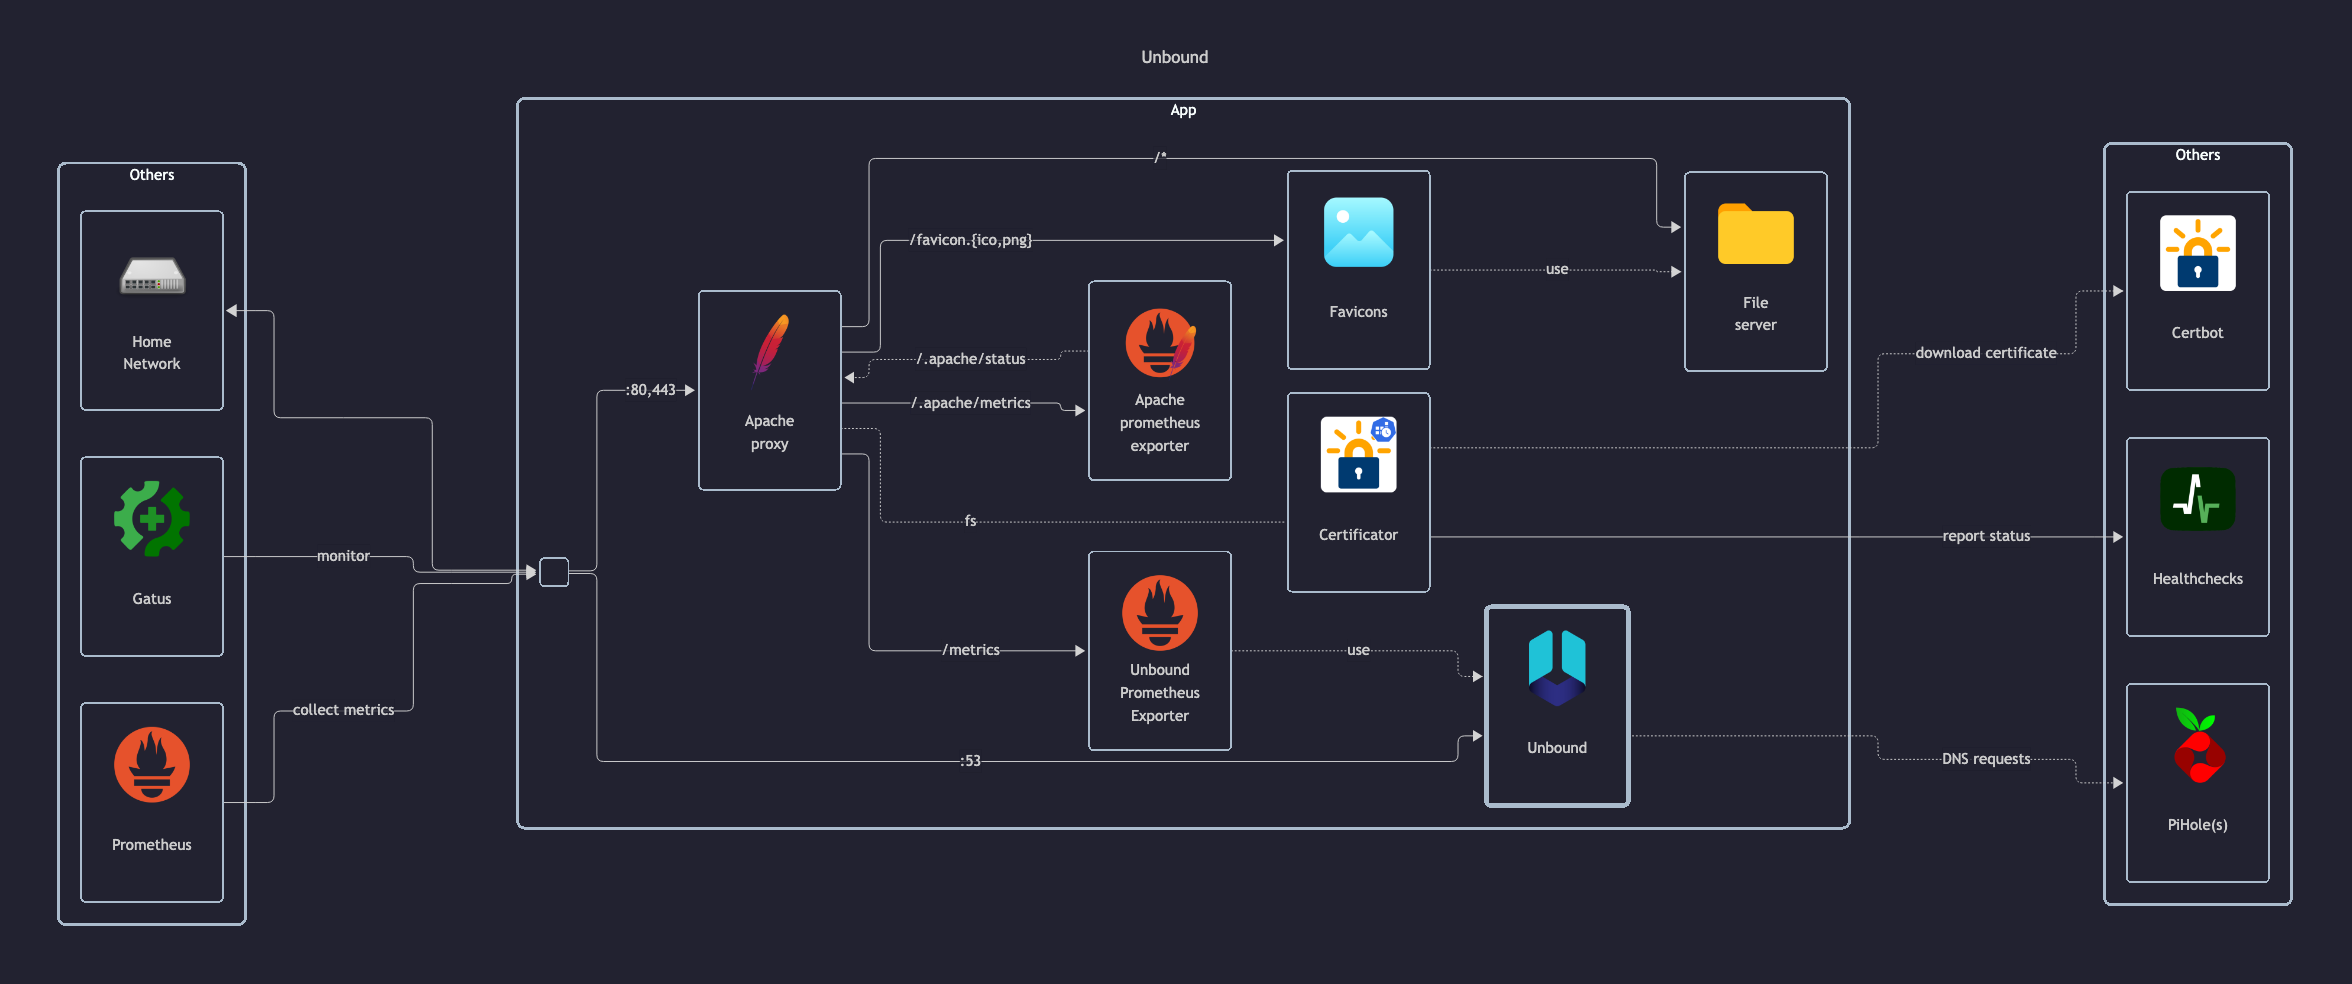 Unbound
App
Others
Home
Network
Gatus
Prometheus
monitor
collect metrics
:80,443
:53
Apache
proxy
/*
/favicon.{ico,png}
/.apache/status
/.apache/metrics
fs
/metrics
Apache
prometheus
exporter
Unbound
Prometheus
Exporter
Favicons
Certificator
use
use
File
server
Unbound
download certificate
report status
DNS requests
Others
Certbot
Healthchecks
PiHole(s)